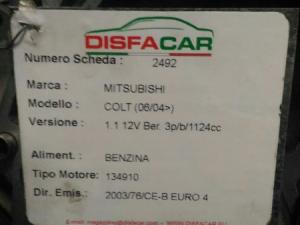 DISFACAR
Numero Scheda : 2492
Marca : MITSUBISHI
Modello : COLT (06/04>)
Versione : 1.1 12V Ber. 3p/b/1124cc
Aliment. : BENZINA
Tipo Motore: 134910
Dir. Emis.: 2003/76/CE-B EURO 4